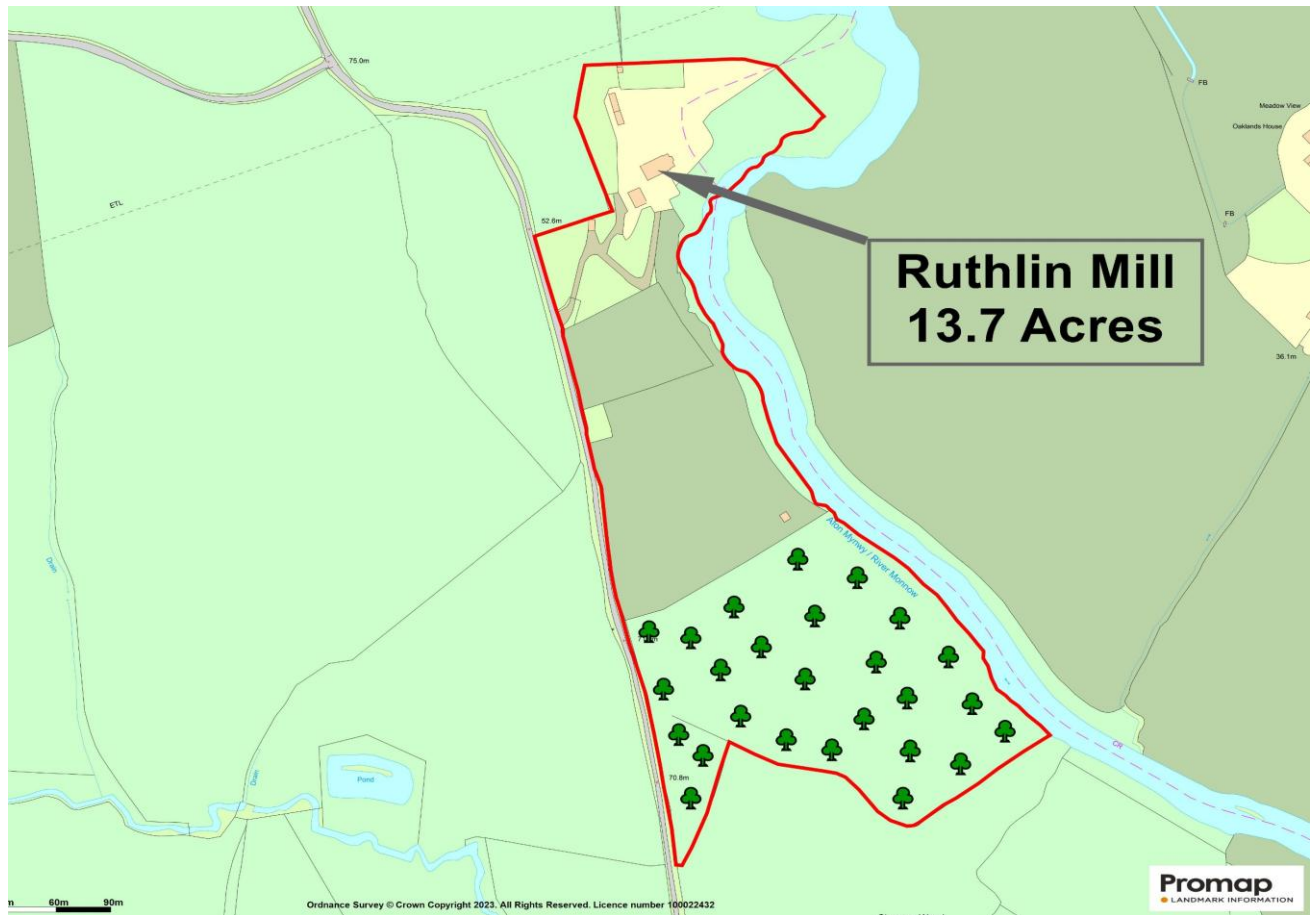 75.0m
FB
Meadow View
Oaklands House
ETL
52.6m
FB
Ruthlin Mill
13.7 Acres
36.1m
Afon Mynwy / River Monnow
Drain
70.8m
CR
Drain
Pond
60m 90m
Ordnance Survey © Crown Copyright 2023. All Rights Reserved. Licence number 100022432
Promap
LANDMARK INFORMATION